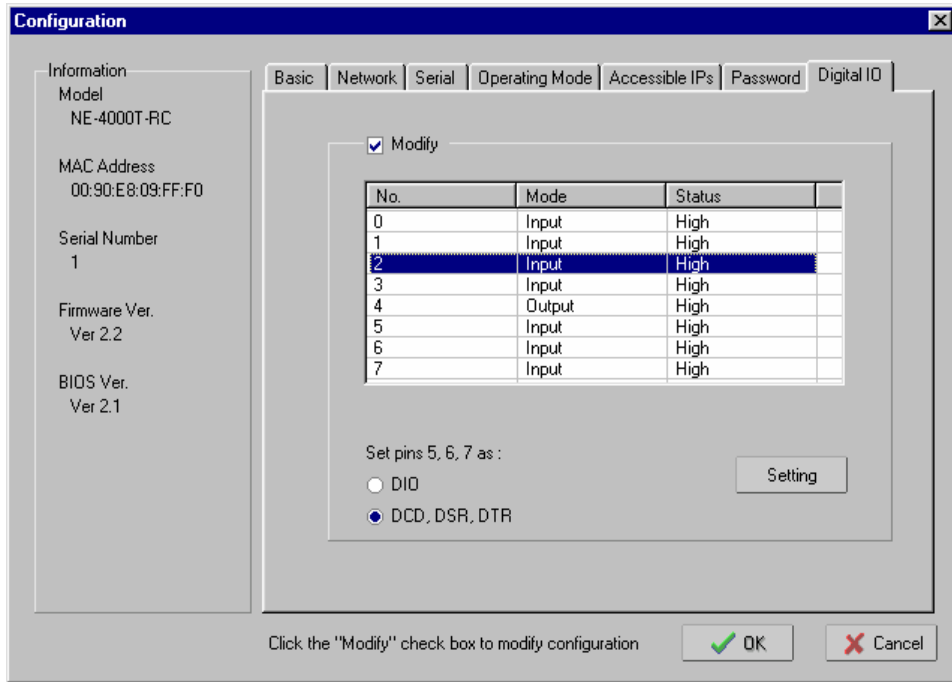 Configuration
Information
Model
NE-4000T-RC
MAC Address
00:90:E8:09:FF:F0
Serial Number
1
Firmware Ver.
Ver 2.2
BIOS Ver.
Ver 2.1
Basic Network Serial Operating Mode Accessible IPs Password Digital IO
Modify
No. Mode Status
0 Input High
1 Input High
2 Input High
3 Input High
4 Output High
5 Input High
6 Input High
7 Input High
Set pins 5, 6, 7 as :
DIO
DCD, DSR, DTR
Setting
Click the "Modify" check box to modify configuration
OK
Cancel